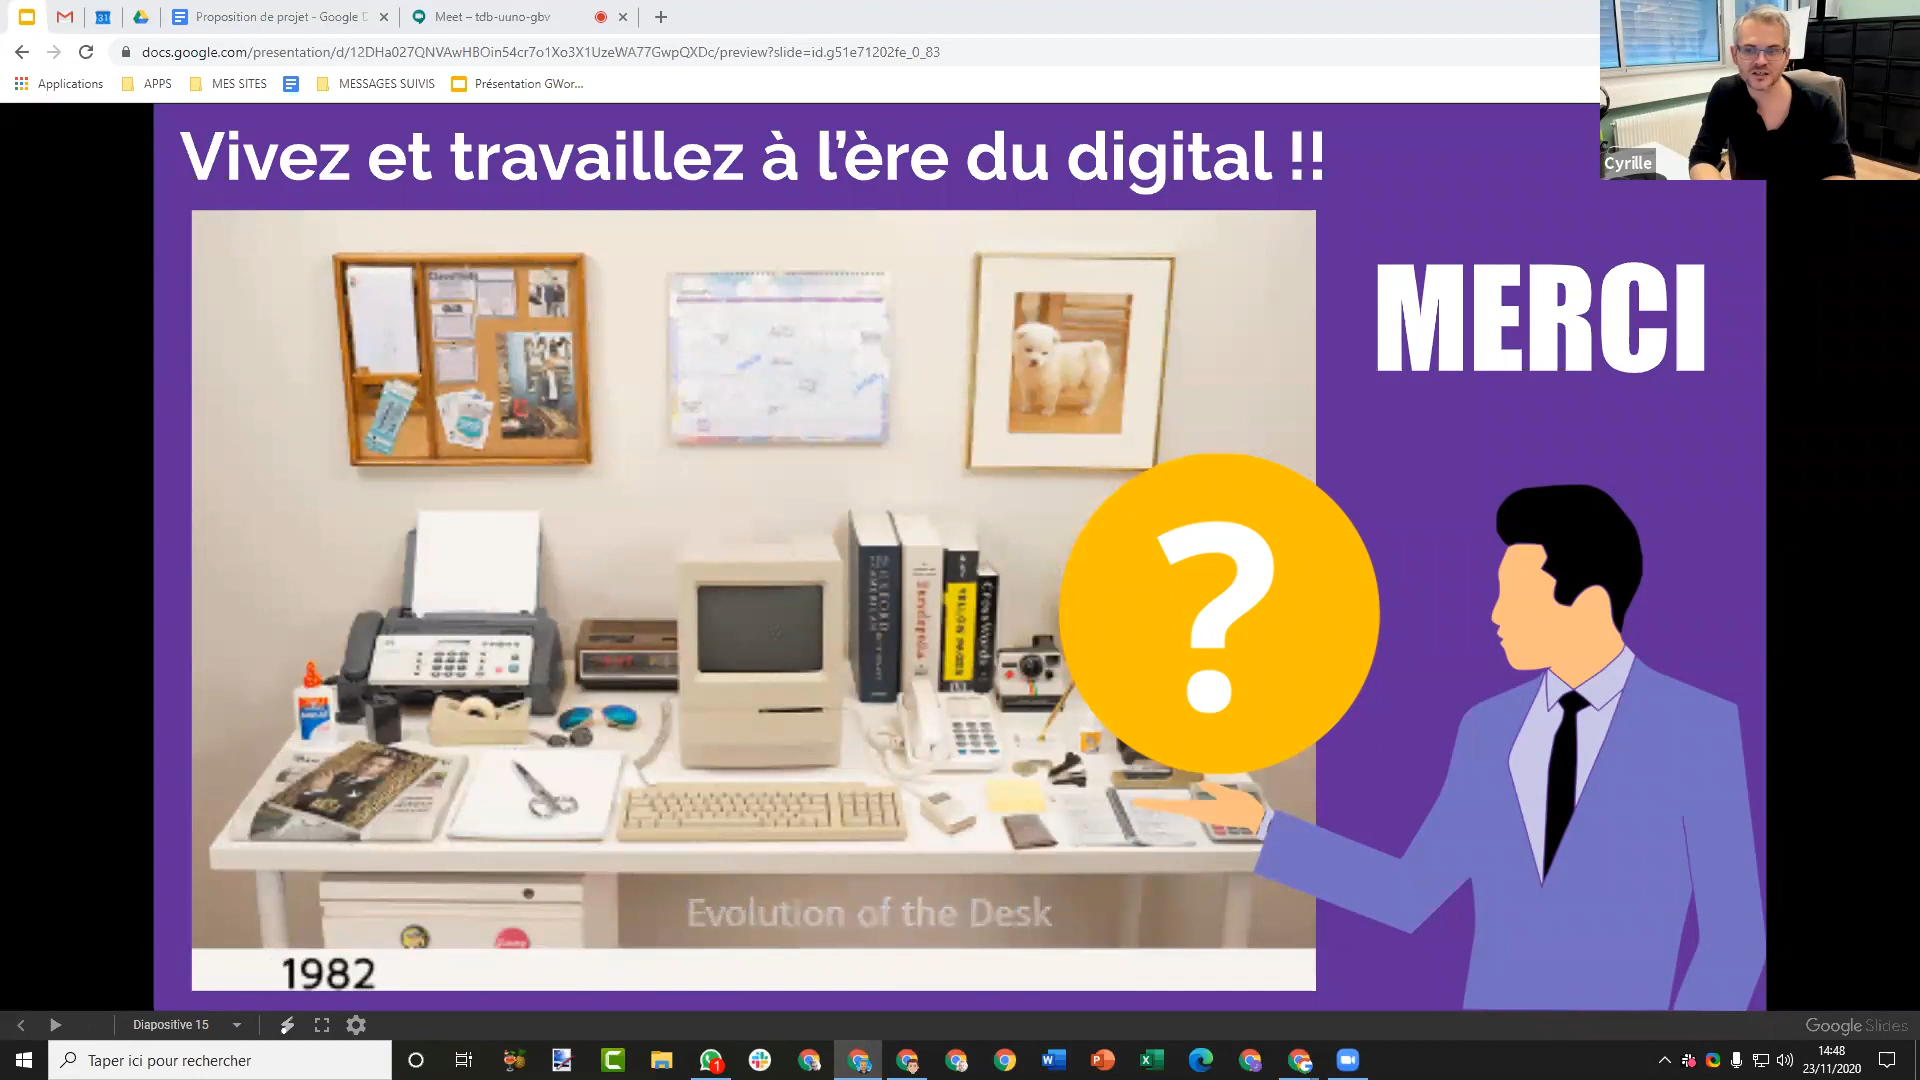 Proposition de projet - Google D
Meet – tdb-uuno-gbv
docs.google.com/presentation/d/12DHa027QNVAwHBOin54cr7o1Xo3X1UzeWA77GwpQXDc/preview?slide=id.g51e71202fe_0_83
Applications
APPS
MES SITES
MESSAGES SUIVIS
Présentation GWor...
Cyrille
Vivez et travaillez à l'ère du digital !!
MERCI
?
CrossWords
Evolution of the Desk
1982
Diapositive 15
Google Slides
Taper ici pour rechercher
1
14:48
23/11/2020